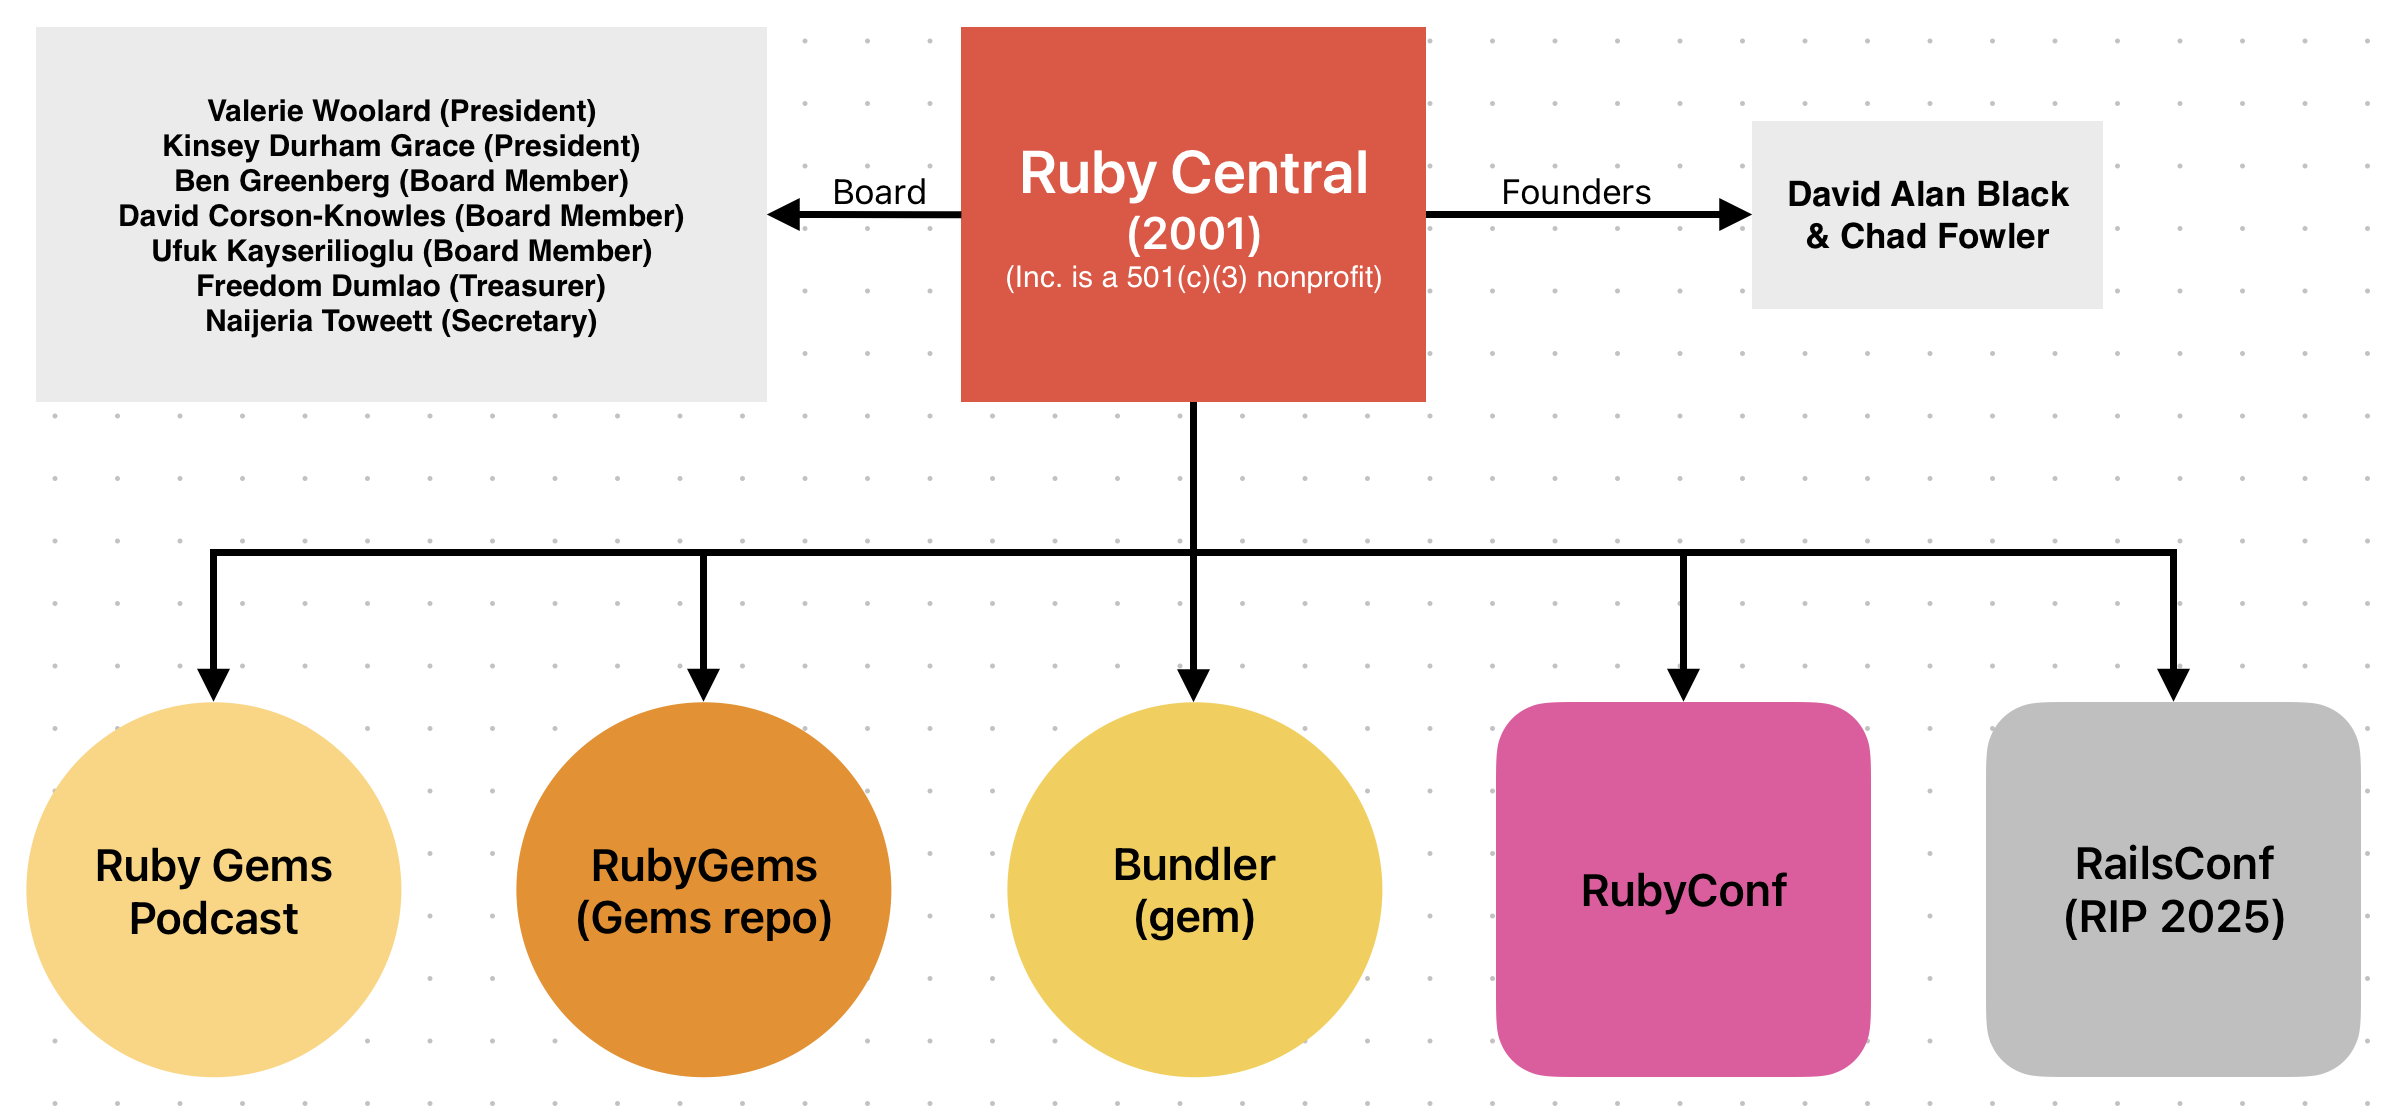 Valerie Woolard (President)
Kinsey Durham Grace (President)
Ben Greenberg (Board Member)
David Corson-Knowles (Board Member)
Ufuk Kayserilioglu (Board Member)
Freedom Dumlao (Treasurer)
Naijeria Toweett (Secretary)
Board
Ruby Central
(2001)
(Inc. is a 501(c)(3) nonprofit)
Founders
David Alan Black
& Chad Fowler
Ruby Gems
Podcast
RubyGems
(Gems repo)
Bundler
(gem)
RubyConf
RailsConf
(RIP 2025)